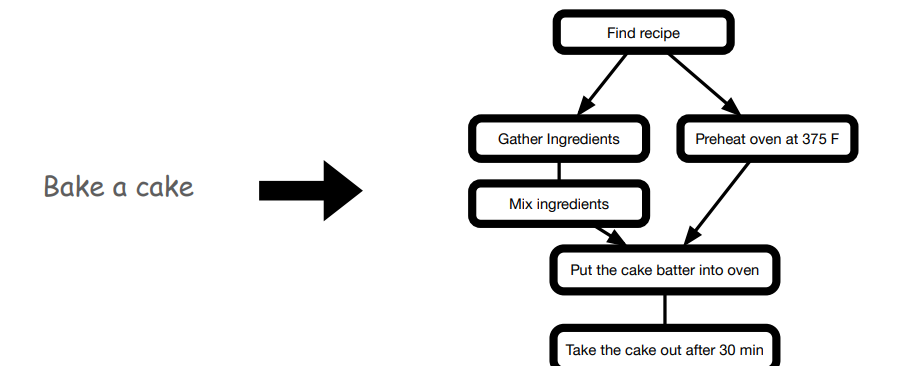 Bake a cake
Find recipe
Gather Ingredients
Preheat oven at 375 F
Mix ingredients
Put the cake batter into oven
Take the cake out after 30 min